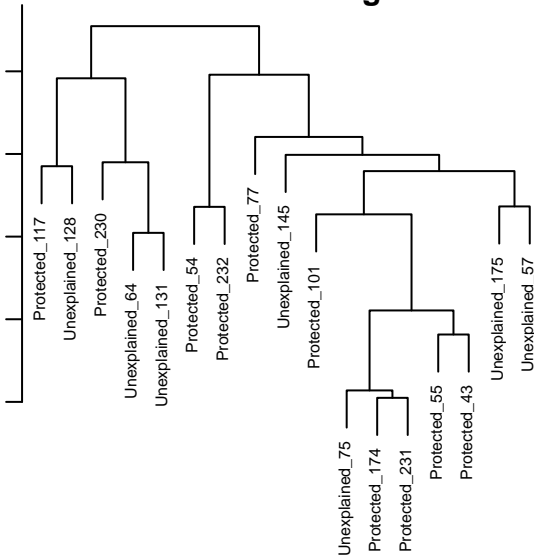 Protected_117
Unexplained_128
Protected_230
Unexplained_64
Unexplained_131
Protected_54
Protected_232
Protected_77
Unexplained_145
Protected_101
Unexplained_75
Protected_174
Protected_231
Protected_55
Protected_43
Unexplained_175
Unexplained_57